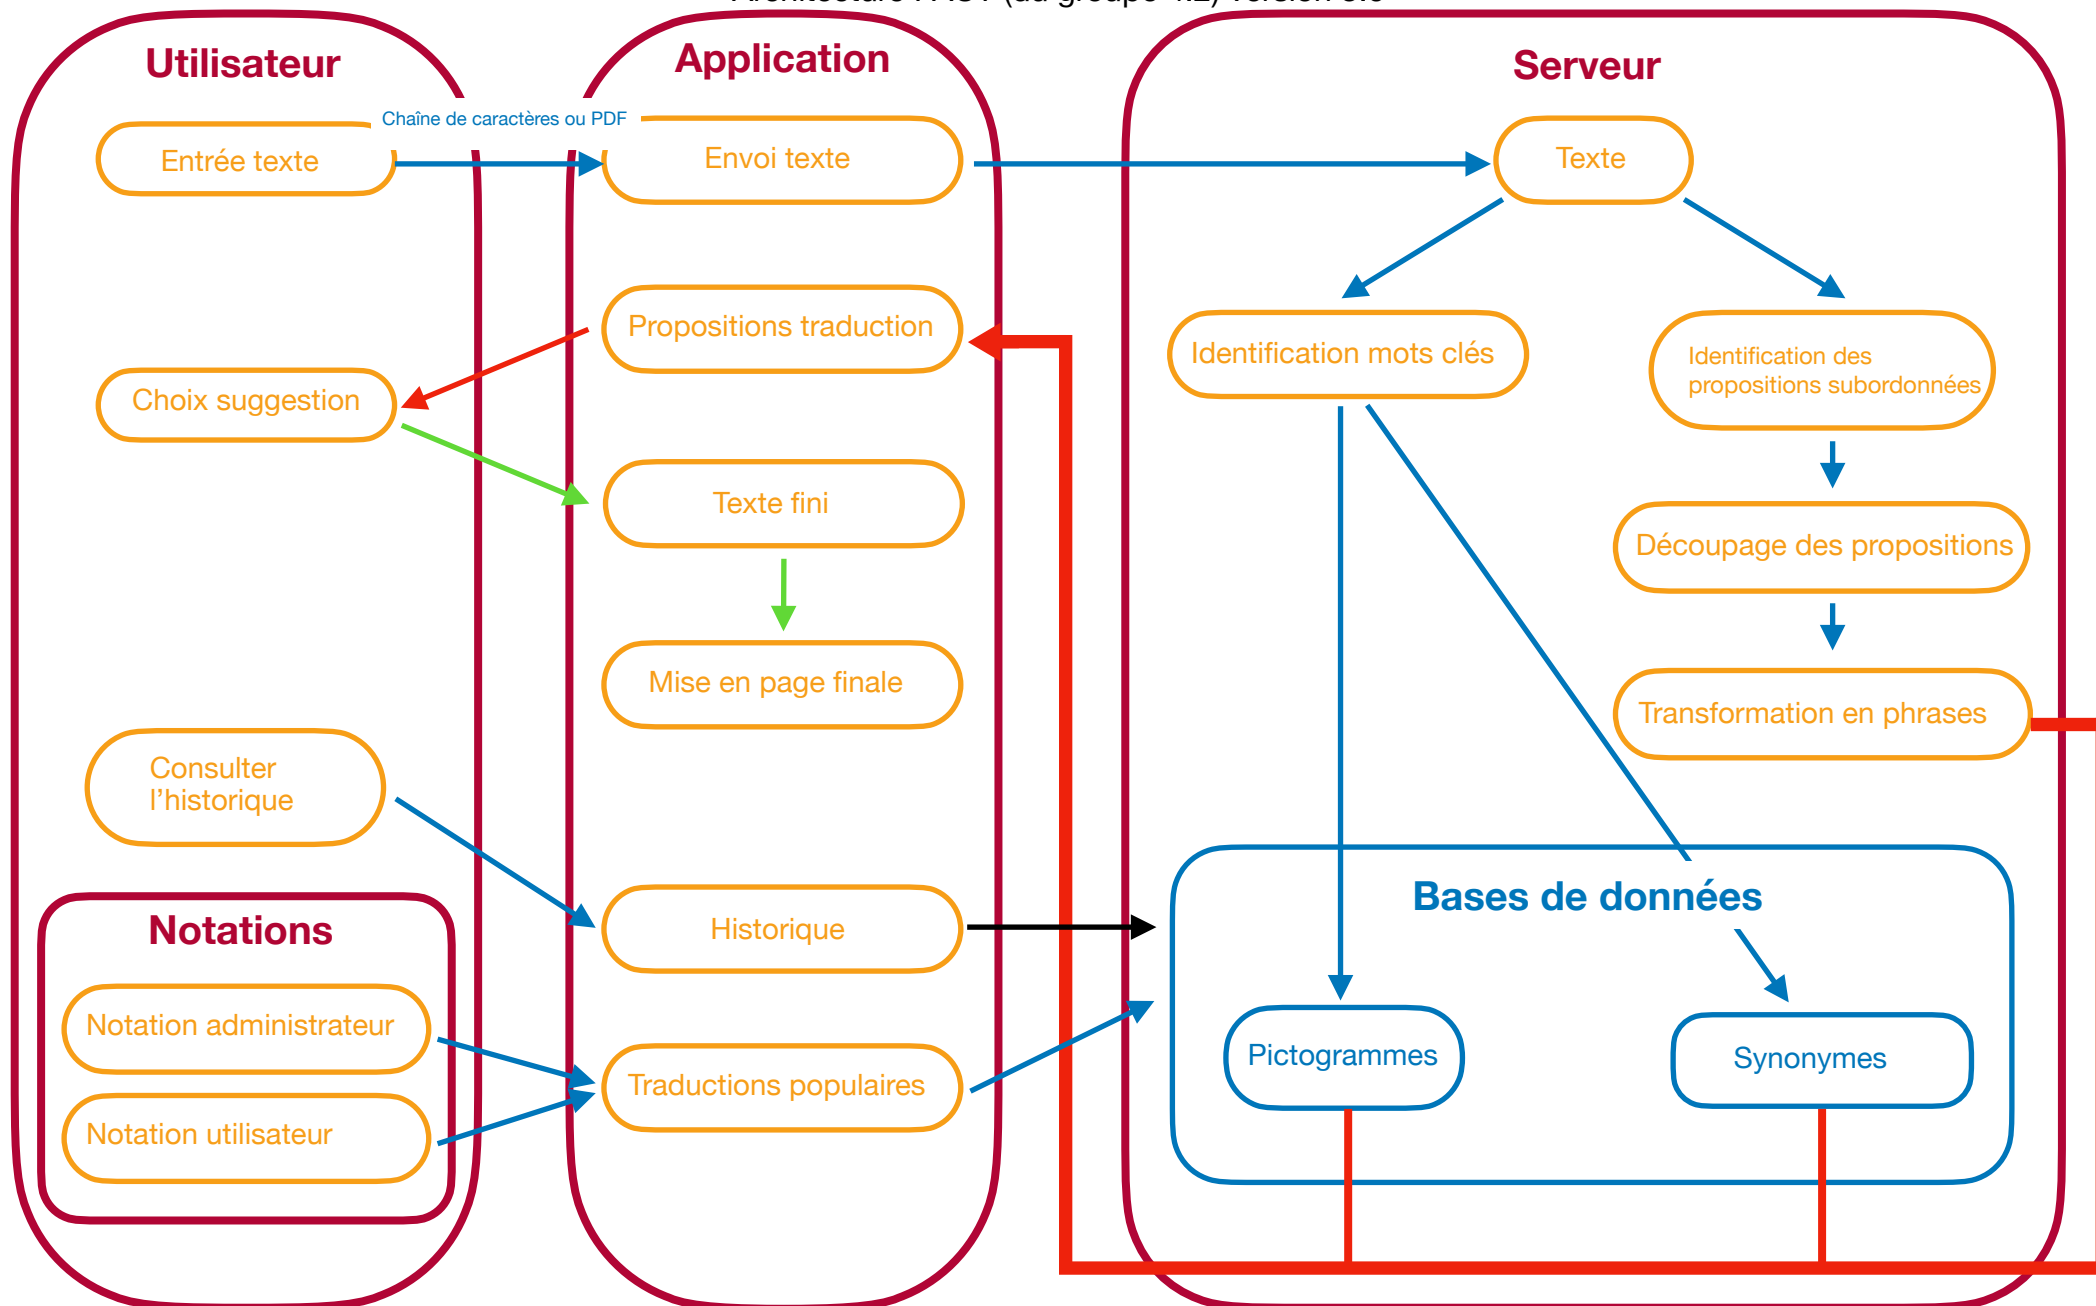 Utilisateur
Application
Serveur
Chaîne de caractères ou PDF
Entrée texte
Envoi texte
Texte
Propositions traduction
Identification mots clés
Identification des
propositions subordonnées
Choix suggestion
Texte fini
Découpage des propositions
Mise en page finale
Transformation en phrases
Consulter
l'historique
Bases de données
Notations
Historique
Notation administrateur
Pictogrammes
Synonymes
Traductions populaires
Notation utilisateur